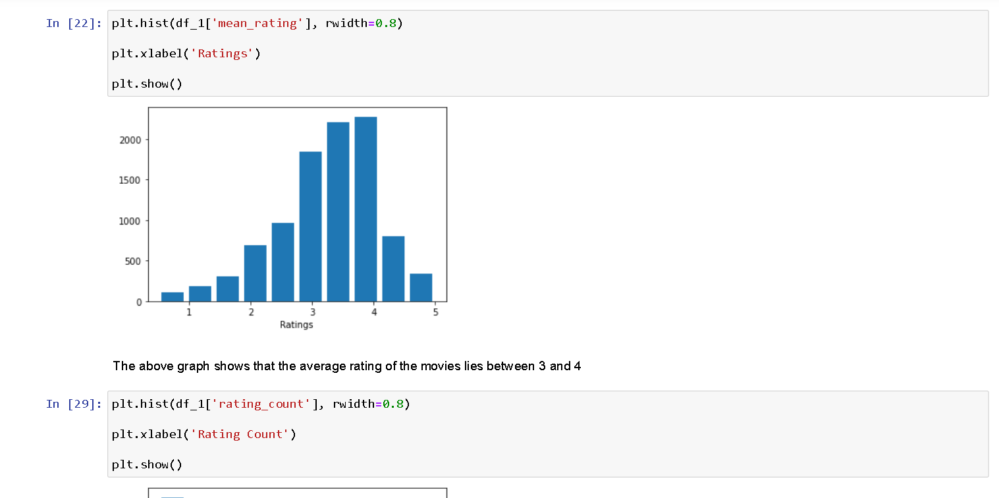 In [22]: plt.hist(df_1['mean_rating'], rwidth=0.8)
plt.xlabel('Ratings')
plt.show()
2000
1500
1000
500
0
1 2 3 4 5
Ratings
The above graph shows that the average rating of the movies lies between 3 and 4
In [29]: plt.hist(df_1['rating_count'], rwidth=0.8)
plt.xlabel('Rating Count')
plt.show()